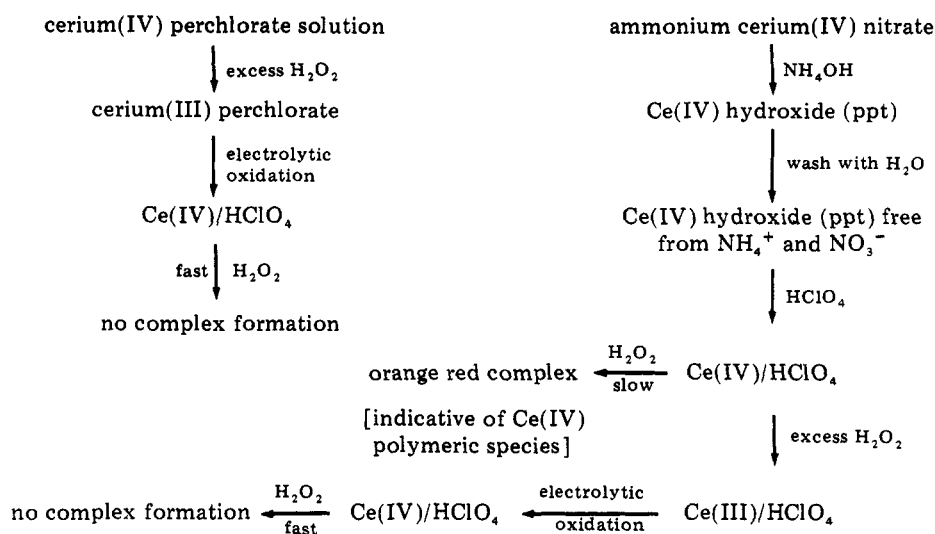 cerium(IV) perchlorate solution
excess H₂O₂
cerium(III) perchlorate
electrolytic
oxidation
Ce(IV)/HClO₄
fast H₂O₂
no complex formation
ammonium cerium(IV) nitrate
NH₄OH
Ce(IV) hydroxide (ppt)
wash with H₂O
Ce(IV) hydroxide (ppt) free
from NH₄⁺ and NO₃⁻
HClO₄
orange red complex H₂O₂ slow Ce(IV)/HClO₄
[indicative of Ce(IV)
polymeric species]
excess H₂O₂
no complex formation H₂O₂ fast Ce(IV)/HClO₄ electrolytic oxidation Ce(III)/HClO₄